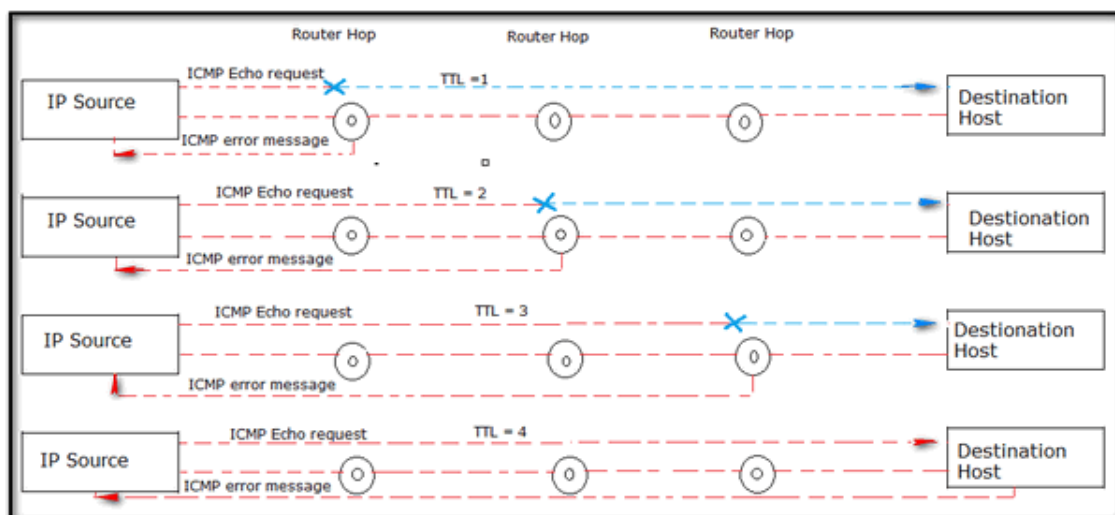 Router Hop Router Hop Router Hop
ICMP Echo request TTL =1
IP Source
Destination
Host
ICMP error message
ICMP Echo request TTL = 2
IP Source
Destionation
Host
ICMP error message
ICMP Echo request TTL = 3
IP Source
Destionation
Host
ICMP error message
ICMP Echo request TTL = 4
IP Source
Destination
Host
ICMP error message